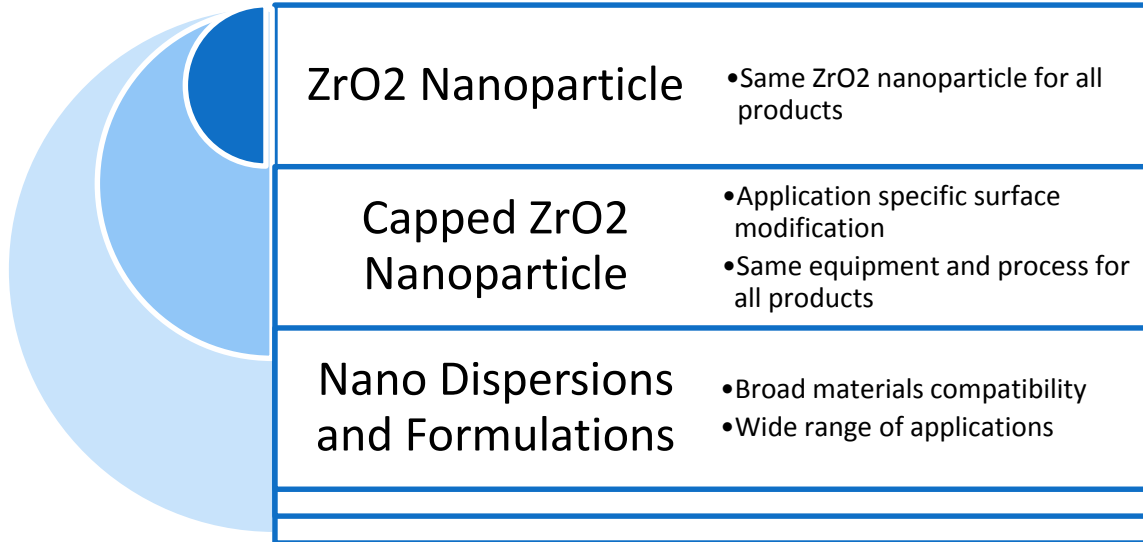 ZrO2 Nanoparticle
•Same ZrO2 nanoparticle for all
products
Capped ZrO2
Nanoparticle
•Application specific surface
modification
•Same equipment and process for
all products
Nano Dispersions
and Formulations
•Broad materials compatibility
•Wide range of applications